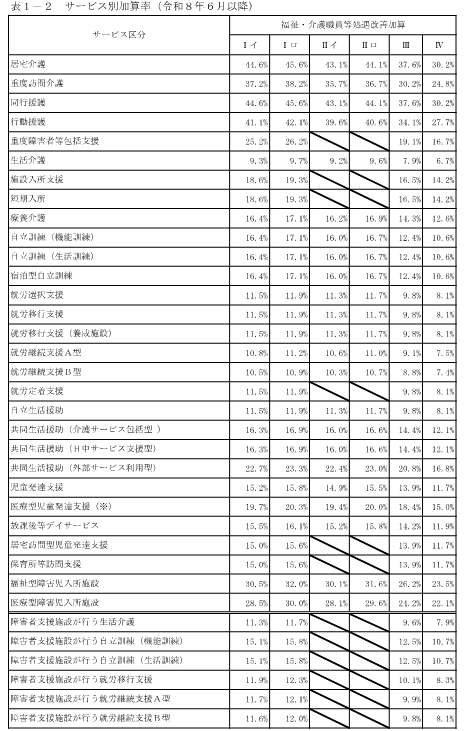 表１－２　サービス別加算率（令和８年６月以降）
サービス区分　福祉・介護職員等処遇改善加算
Ⅰイ　Ⅰロ　Ⅱイ　Ⅱロ　Ⅲ　Ⅳ
居宅介護　44.6%　45.6%　43.1%　44.1%　37.6%　30.2%
重度訪問介護　37.2%　38.2%　35.7%　36.7%　30.2%　24.8%
同行援護　44.6%　45.6%　43.1%　44.1%　37.6%　30.2%
行動援護　41.1%　42.1%　39.6%　40.6%　34.1%　27.7%
重度障害者等包括支援　25.2%　26.2%　19.1%　16.7%
生活介護　9.3%　9.7%　9.2%　9.6%　7.9%　6.7%
施設入所支援　18.6%　19.3%　16.5%　14.2%
短期入所　18.6%　19.3%　16.5%　14.2%
療養介護　16.4%　17.1%　16.2%　16.9%　14.3%　12.6%
自立訓練（機能訓練）　16.4%　17.1%　16.0%　16.7%　12.4%　10.6%
自立訓練（生活訓練）　16.4%　17.1%　16.0%　16.7%　12.4%　10.6%
宿泊型自立訓練　16.4%　17.1%　16.0%　16.7%　12.4%　10.6%
就労選択支援　11.5%　11.9%　11.3%　11.7%　9.8%　8.1%
就労移行支援　11.5%　11.9%　11.3%　11.7%　9.8%　8.1%
就労移行支援（養成施設）　11.5%　11.9%　11.3%　11.7%　9.8%　8.1%
就労継続支援Ａ型　10.8%　11.2%　10.6%　11.0%　9.1%　7.5%
就労継続支援Ｂ型　10.5%　10.9%　10.3%　10.7%　8.8%　7.4%
就労定着支援　11.5%　11.9%　9.8%　8.1%
自立生活援助　11.5%　11.9%　11.3%　11.7%　9.8%　8.1%
共同生活援助（介護サービス包括型 ）　16.3%　16.9%　16.0%　16.6%　14.4%　12.1%
共同生活援助（日中サービス支援型）　16.3%　16.9%　16.0%　16.6%　14.4%　12.1%
共同生活援助（外部サービス利用型）　22.7%　23.3%　22.4%　23.0%　20.8%　16.8%
児童発達支援　15.2%　15.8%　14.9%　15.5%　13.9%　11.7%
医療型児童発達支援（※）　19.7%　20.3%　19.4%　20.0%　18.4%　15.0%
放課後等デイサービス　15.5%　16.1%　15.2%　15.8%　14.2%　11.9%
居宅訪問型児童発達支援　15.0%　15.6%　13.9%　11.7%
保育所等訪問支援　15.0%　15.6%　13.9%　11.7%
福祉型障害児入所施設　30.5%　32.0%　30.1%　31.6%　26.2%　23.5%
医療型障害児入所施設　28.5%　30.0%　28.1%　29.6%　24.2%　22.1%
障害者支援施設が行う生活介護　11.3%　11.7%　9.6%　7.9%
障害者支援施設が行う自立訓練（機能訓練）　15.1%　15.8%　12.5%　10.7%
障害者支援施設が行う自立訓練（生活訓練）　15.1%　15.8%　12.5%　10.7%
障害者支援施設が行う就労移行支援　11.9%　12.3%　10.1%　8.3%
障害者支援施設が行う就労継続支援Ａ型　11.7%　12.1%　9.9%　8.1%
障害者支援施設が行う就労継続支援Ｂ型　11.6%　12.0%　9.8%　8.1%